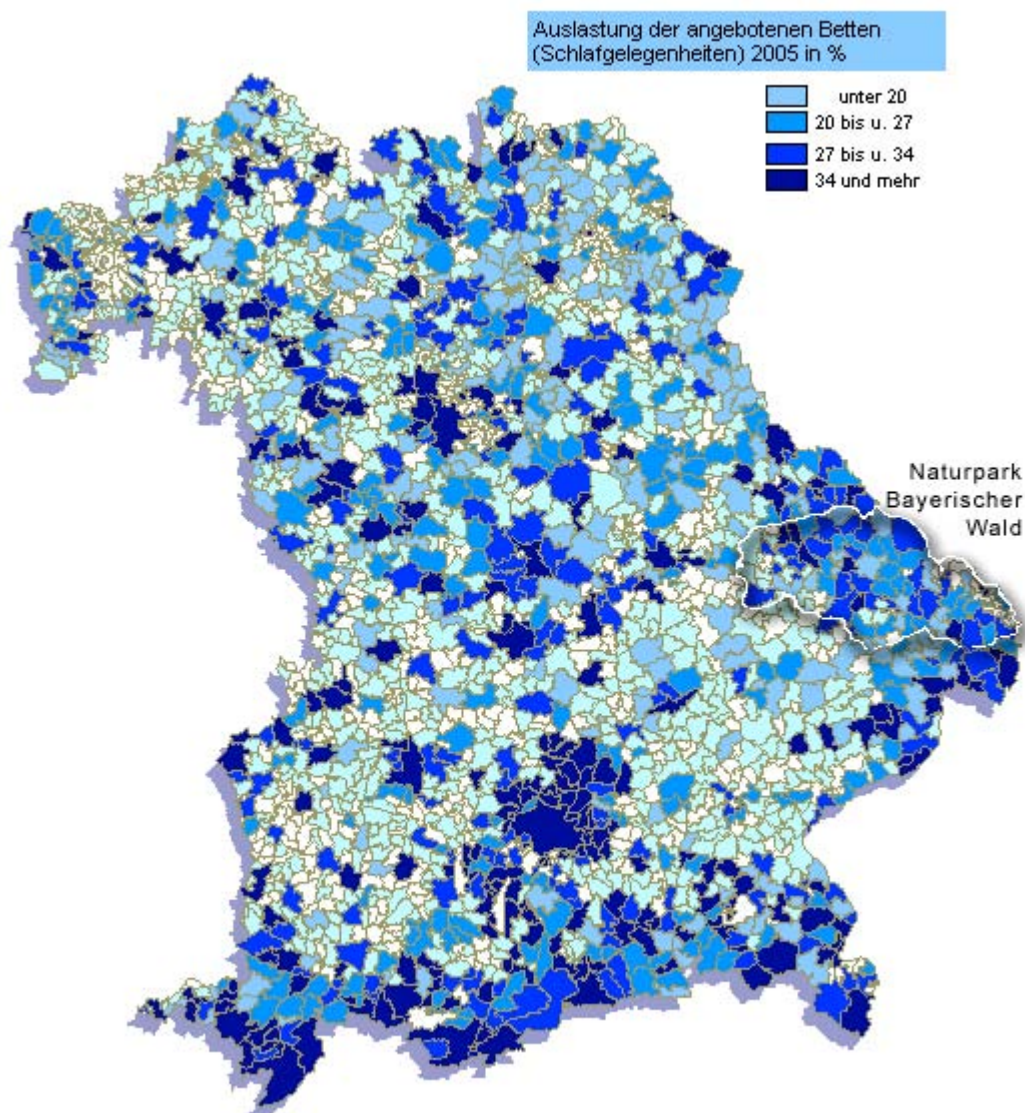 Auslastung der angebotenen Betten
(Schlafgelegenheiten) 2005 in %
unter 20
20 bis u. 27
27 bis u. 34
34 und mehr
Naturpark
Bayerischer
Wald